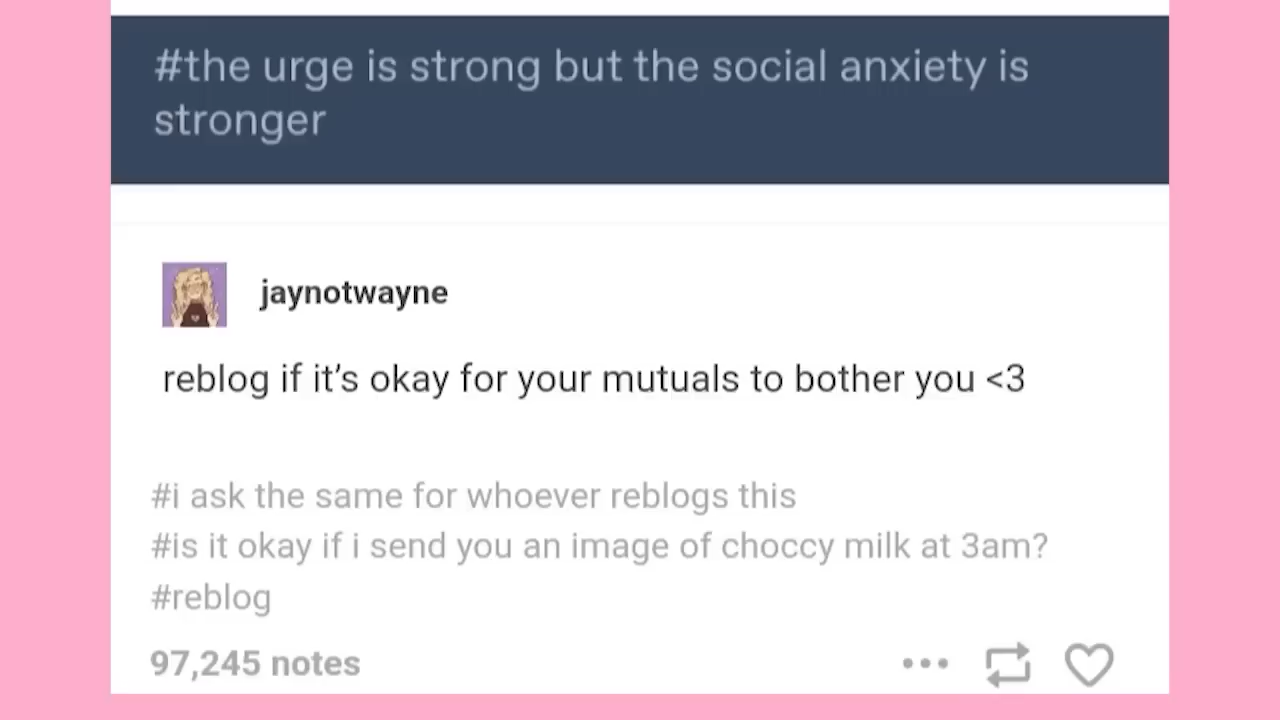 #the urge is strong but the social anxiety is
stronger
jaynotwayne
reblog if it's okay for your mutuals to bother you <3
#i ask the same for whoever reblogs this
#is it okay if i send you an image of choccy milk at 3am?
#reblog
97,245 notes